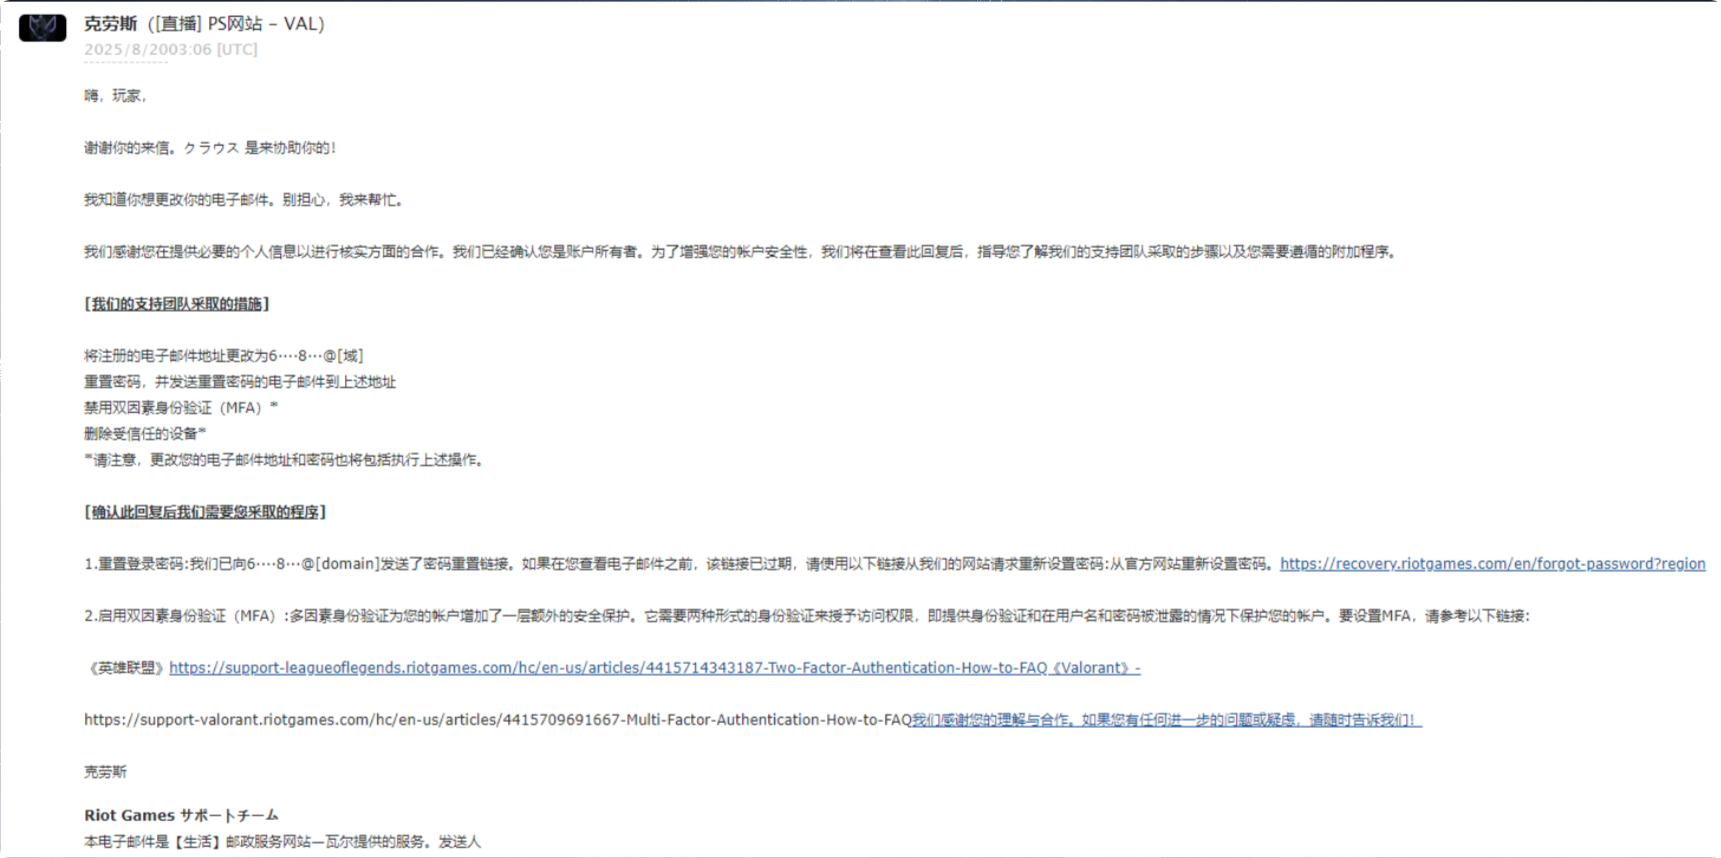 克劳斯（[直播] PS网站 – VAL）
2025/8/2003:06 [UTC]
嗨，玩家，
谢谢你的来信。クラウス 是来协助你的！
我知道你想更改你的电子邮件。别担心，我来帮忙。
我们感谢您在提供必要的个人信息以进行核实方面的合作。我们已经确认您是账户所有者。为了增强您的帐户安全性，我们将在查看此回复后，指导您了解我们的支持团队采取的步骤以及您需要遵循的附加程序。
[我们的支持团队采取的措施]
将注册的电子邮件地址更改为6····8···@[域]
重置密码，并发送重置密码的电子邮件到上述地址
禁用双因素身份验证（MFA）*
删除受信任的设备*
*请注意，更改您的电子邮件地址和密码也将包括执行上述操作。
[确认此回复后我们需要您采取的程序]
1.重置登录密码:我们已向6····8···@[domain]发送了密码重置链接。如果在您查看电子邮件之前，该链接已过期，请使用以下链接从我们的网站请求重新设置密码:从官方网站重新设置密码。https://recovery.riotgames.com/en/forgot-password?region
2.启用双因素身份验证（MFA）:多因素身份验证为您的帐户增加了一层额外的安全保护。它需要两种形式的身份验证来授予访问权限，即提供身份验证和在用户名和密码被泄露的情况下保护您的帐户。要设置MFA，请参考以下链接:
《英雄联盟》https://support-leagueoflegends.riotgames.com/hc/en-us/articles/4415714343187-Two-Factor-Authentication-How-to-FAQ《Valorant》-
https://support-valorant.riotgames.com/hc/en-us/articles/4415709691667-Multi-Factor-Authentication-How-to-FAQ我们感谢您的理解与合作。如果您有任何进一步的问题或疑虑，请随时告诉我们！
克劳斯
Riot Games サポートチーム
本电子邮件是【生活】邮政服务网站—瓦尔提供的服务。发送人